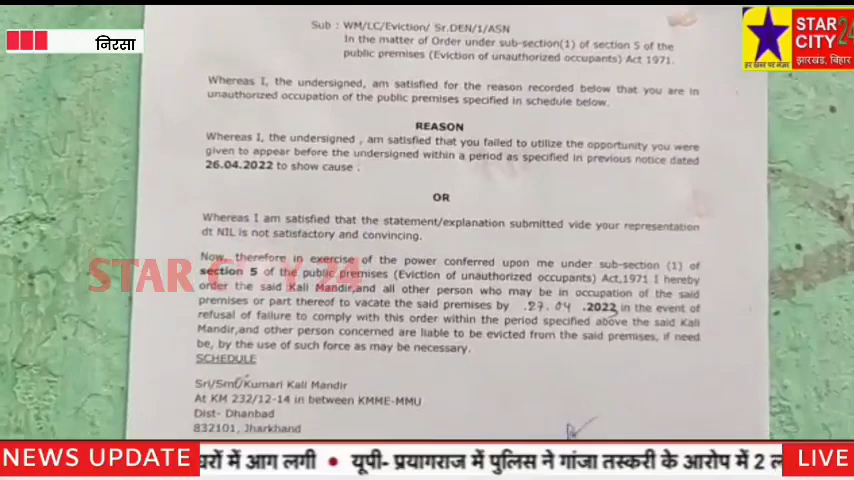 निरसा
STAR
CITY 24
हर खबर पर नजर
झारखंड, बिहार
Sub : WM/LC/Eviction/ Sr.DEN/1/ASN
In the matter of Order under sub-section(1) of section 5 of the
public premises (Eviction of unauthorized occupants) Act 1971.
Whereas I, the undersigned, am satisfied for the reason recorded below that you are in
unauthorized occupation of the public premises specified in schedule below.
REASON
Whereas I, the undersigned , am satisfied that you failed to utilize the opportunity you were
given to appear before the undersigned within a period as specified in previous notice dated
26.04.2022 to show cause :
OR
Whereas I am satisfied that the statement/explanation submitted vide your representation
dt NIL is not satisfactory and convincing.
Now, therefore in exercise of the power conferred upon me under sub-section (1) of
section 5 of the public premises (Eviction of unauthorized occupants) Act,1971 I hereby
order the said Kali Mandir,and all other person who may be in occupation of the said
premises or part thereof to vacate the said premises by .27.04 .2022 in the event of
refusal of failure to comply with this order within the period specified above the said Kali
Mandir,and other person concerned are liable to be evicted from the said premises, if need
be, by the use of such force as may be necessary.
SCHEDULE
STAR CITY 24
Sri/Smt/Kumari Kali Mandir
At KM 232/12-14 in between KMME-MMU
Dist- Dhanbad
832101, Jharkhand
NEWS UPDATE
में आग लगी • यूपी- प्रयागराज में पुलिस ने गांजा तस्करी के आरोप में 2
LIVE